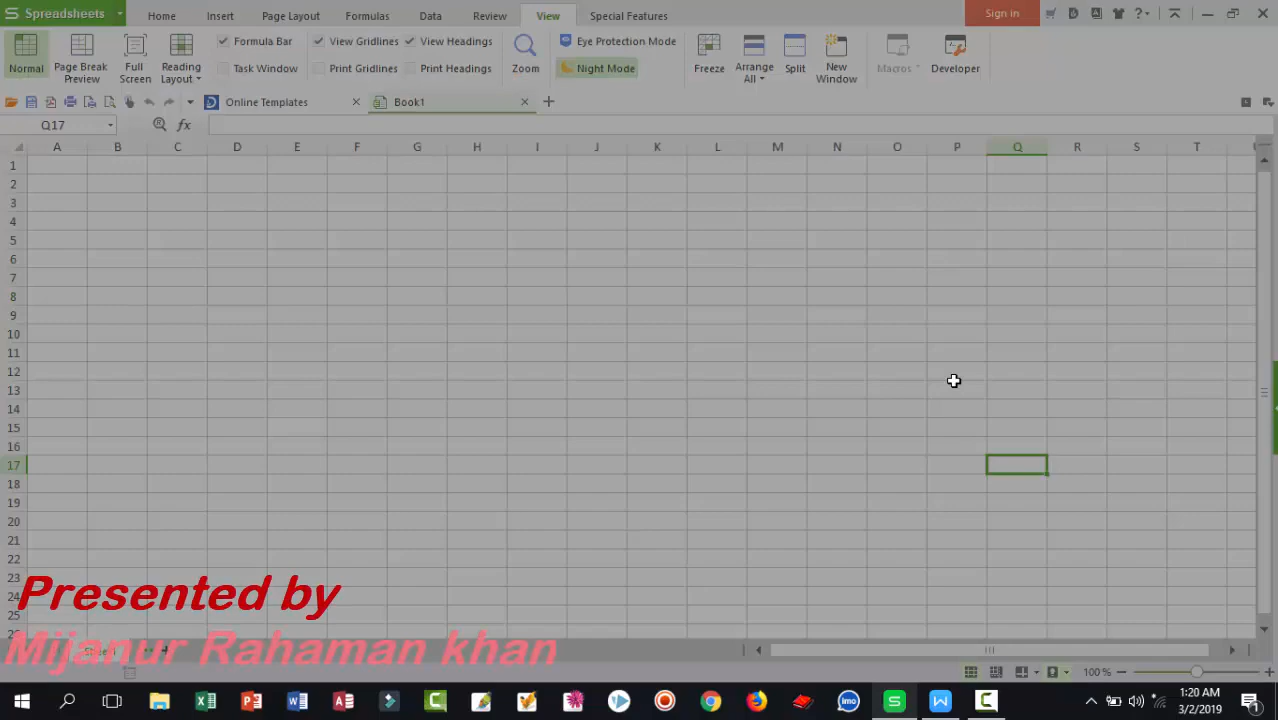 Spreadsheets
Home Insert Page Layout Formulas Data Review View Special Features Sign in
Formula Bar View Gridlines View Headings Eye Protection Mode
Normal Page Break Preview Full Screen Reading Layout Task Window Print Gridlines Print Headings Zoom Night Mode Freeze Arrange All Split New Window Macros Developer
Online Templates Book1
Q17 fx
A B C D E F G H I J K L M N O P Q R S T
1
2
3
4
5
6
7
8
9
10
11
12
13
14
15
16
17
18
19
20
21
22
23
24
25
Presented by
Mijanur Rahaman khan
100 %
1:20 AM
3/2/2019